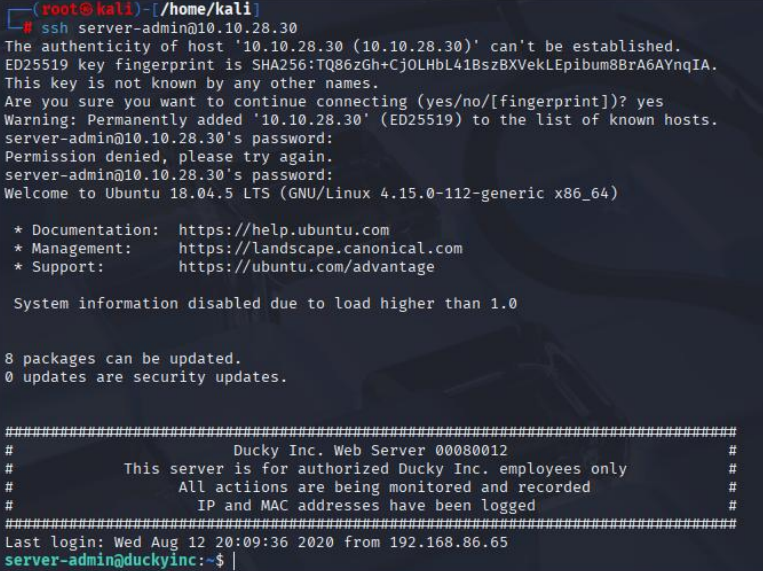 ┌──(root㉿kali)-[/home/kali]
└─# ssh server-admin@10.10.28.30
The authenticity of host '10.10.28.30 (10.10.28.30)' can't be established.
ED25519 key fingerprint is SHA256:TQ86zGh+CjOLHbL41BszBXVekLEpibum8BrA6AYnqIA.
This key is not known by any other names.
Are you sure you want to continue connecting (yes/no/[fingerprint])? yes
Warning: Permanently added '10.10.28.30' (ED25519) to the list of known hosts.
server-admin@10.10.28.30's password:
Permission denied, please try again.
server-admin@10.10.28.30's password:
Welcome to Ubuntu 18.04.5 LTS (GNU/Linux 4.15.0-112-generic x86_64)
* Documentation:  https://help.ubuntu.com
* Management:     https://landscape.canonical.com
* Support:        https://ubuntu.com/advantage
System information disabled due to load higher than 1.0
8 packages can be updated.
0 updates are security updates.
################################################################################
# Ducky Inc. Web Server 00080012 #
# This server is for authorized Ducky Inc. employees only #
# All actiions are being monitored and recorded #
# IP and MAC addresses have been logged #
################################################################################
Last login: Wed Aug 12 20:09:36 2020 from 192.168.86.65
server-admin@duckyinc:~$